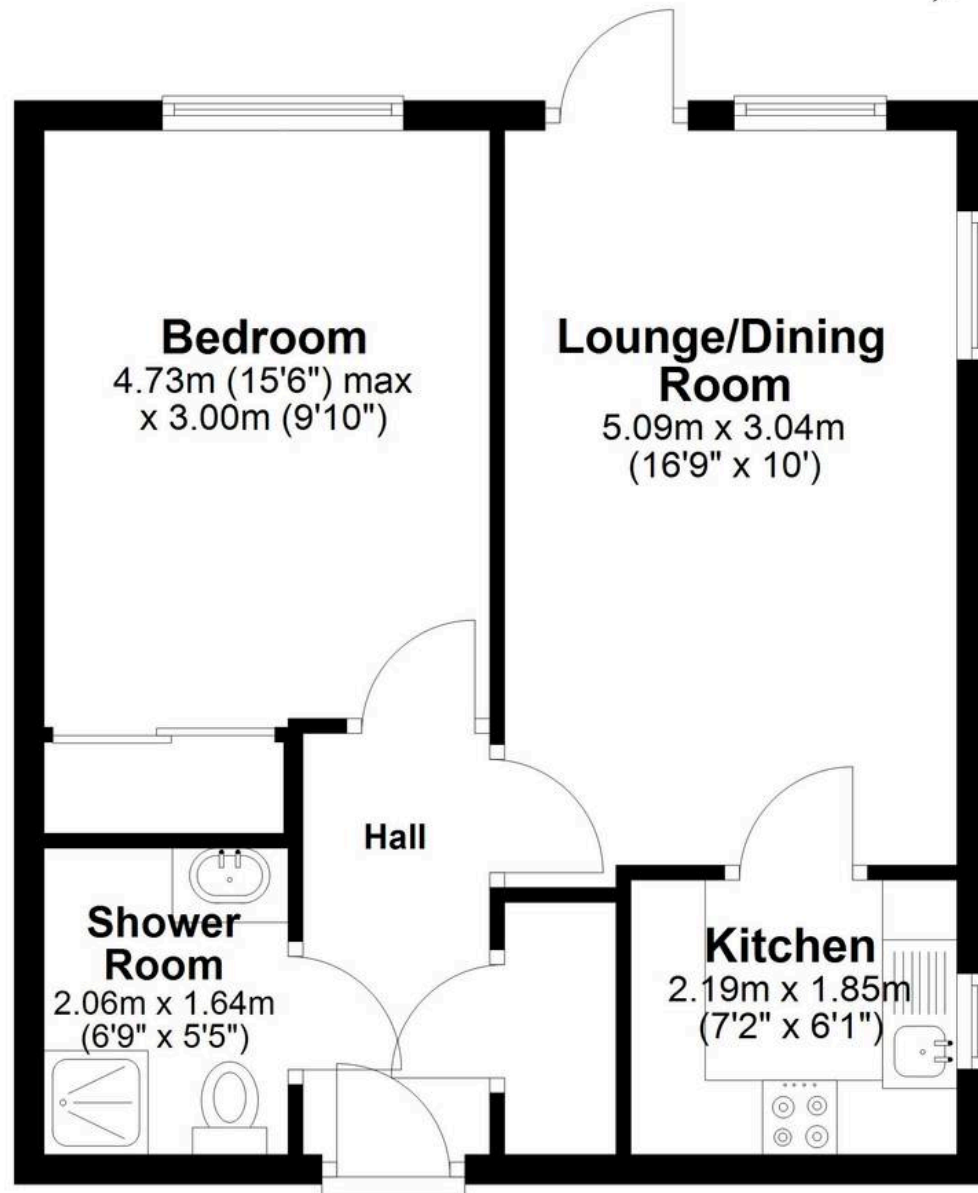 Bedroom
4.73m (15'6") max
x 3.00m (9'10")
Lounge/Dining
Room
5.09m x 3.04m
(16'9" x 10')
Hall
Shower
Room
2.06m x 1.64m
(6'9" x 5'5")
Kitchen
2.19m x 1.85m
(7'2" x 6'1")